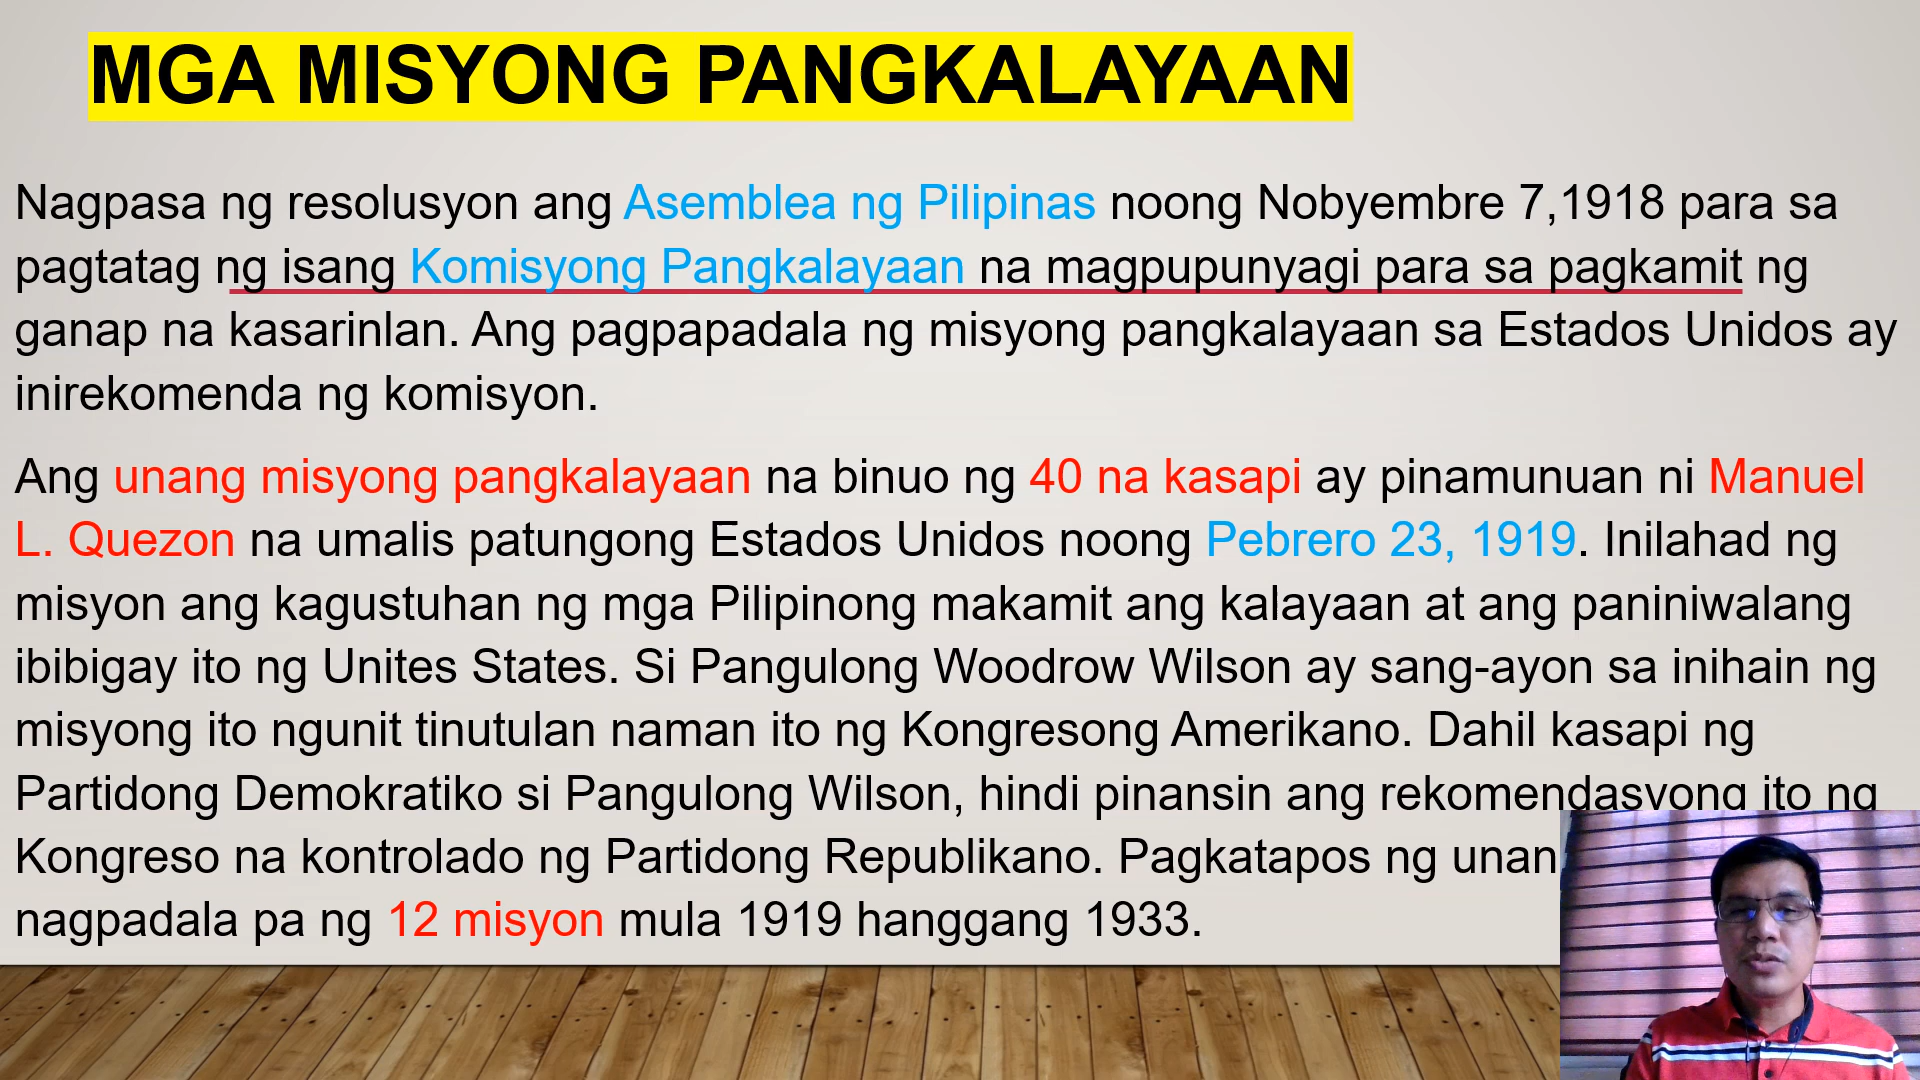 MGA MISYONG PANGKALAYAAN
Nagpasa ng resolusyon ang Asemblea ng Pilipinas noong Nobyembre 7,1918 para sa
pagtatag ng isang Komisyong Pangkalayaan na magpupunyagi para sa pagkamit ng
ganap na kasarinlan. Ang pagpapadala ng misyong pangkalayaan sa Estados Unidos ay
inirekomenda ng komisyon.
Ang unang misyong pangkalayaan na binuo ng 40 na kasapi ay pinamunuan ni Manuel
L. Quezon na umalis patungong Estados Unidos noong Pebrero 23, 1919. Inilahad ng
misyon ang kagustuhan ng mga Pilipinong makamit ang kalayaan at ang paniniwalang
ibibigay ito ng Unites States. Si Pangulong Woodrow Wilson ay sang-ayon sa inihain ng
misyong ito ngunit tinutulan naman ito ng Kongresong Amerikano. Dahil kasapi ng
Partidong Demokratiko si Pangulong Wilson, hindi pinansin ang rekomendasyong ito ng
Kongreso na kontrolado ng Partidong Republikano. Pagkatapos ng unan
nagpadala pa ng 12 misyon mula 1919 hanggang 1933.